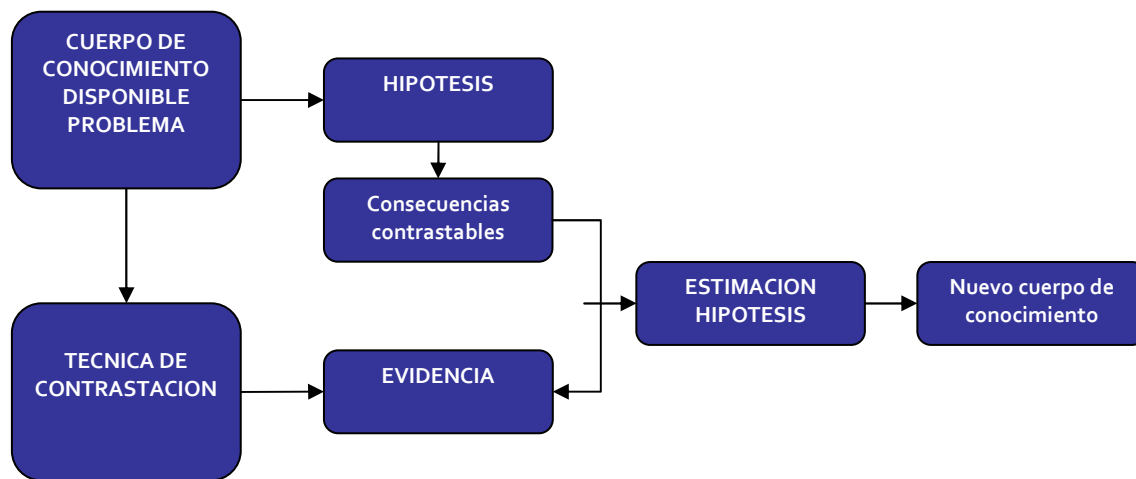 CUERPO DE
CONOCIMIENTO
DISPONIBLE
PROBLEMA
HIPOTESIS
Consecuencias
contrastables
ESTIMACION
HIPOTESIS
Nuevo cuerpo de
conocimiento
TECNICA DE
CONTRASTACION
EVIDENCIA